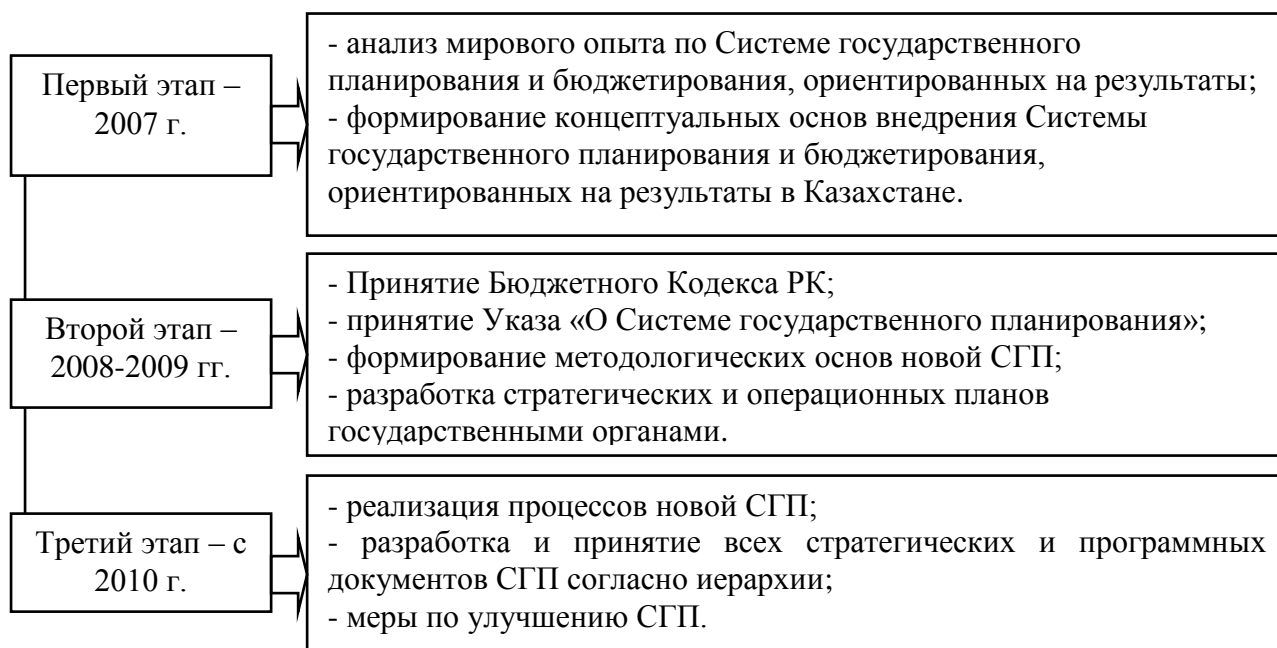 Первый этап –
2007 г.
- анализ мирового опыта по Системе государственного
планирования и бюджетирования, ориентированных на результаты;
- формирование концептуальных основ внедрения Системы
государственного планирования и бюджетирования,
ориентированных на результаты в Казахстане.
Второй этап –
2008-2009 гг.
- Принятие Бюджетного Кодекса РК;
- принятие Указа «О Системе государственного планирования»;
- формирование методологических основ новой СГП;
- разработка стратегических и операционных планов
государственными органами.
Третий этап – с
2010 г.
- реализация процессов новой СГП;
- разработка и принятие всех стратегических и программных
документов СГП согласно иерархии;
- меры по улучшению СГП.